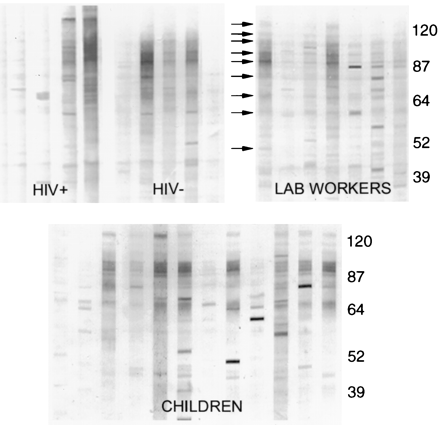 HIV+
HIV-
LAB WORKERS
120
87
64
52
39
CHILDREN
120
87
64
52
39